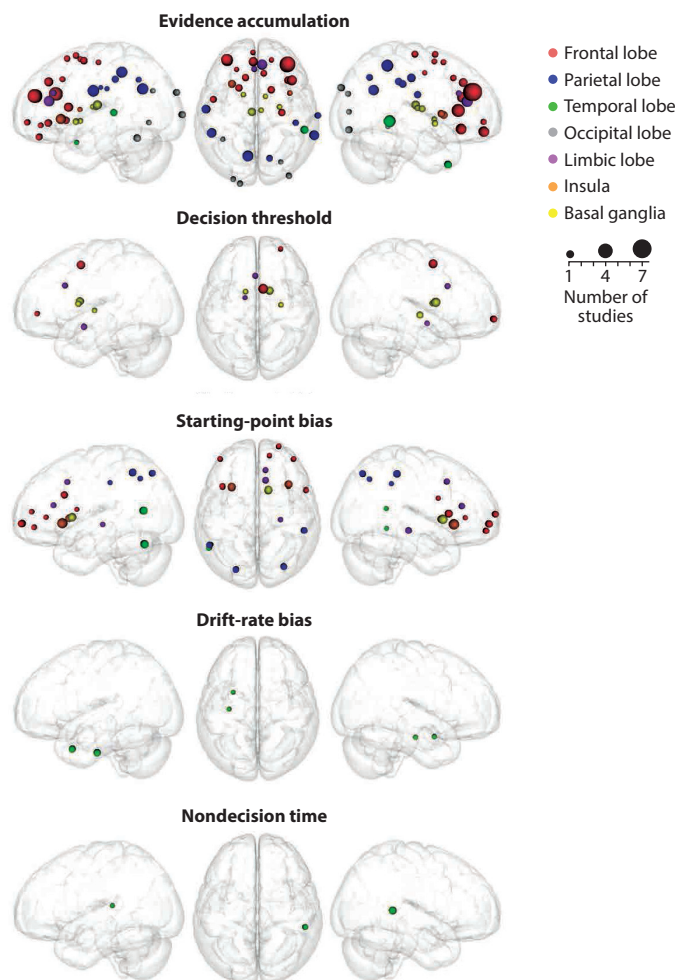 Evidence accumulation
Frontal lobe
Parietal lobe
Temporal lobe
Occipital lobe
Limbic lobe
Insula
Basal ganglia
1 4 7
Number of
studies
Decision threshold
Starting-point bias
Drift-rate bias
Nondecision time